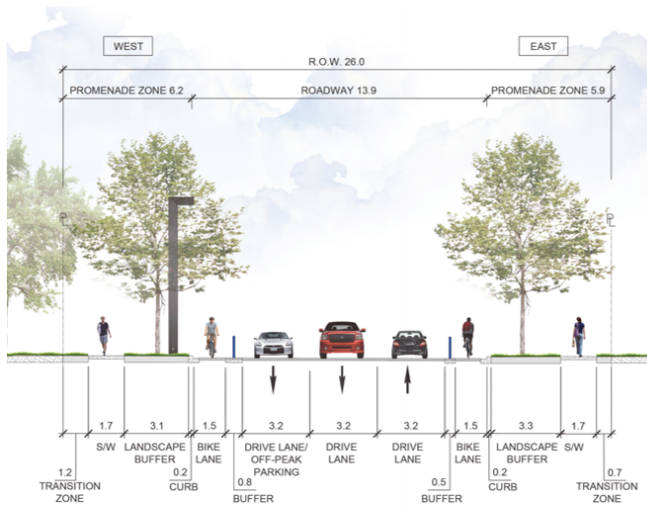 WEST
EAST
R.O.W. 26.0
PROMENADE ZONE 6.2
ROADWAY 13.9
PROMENADE ZONE 5.9
1.7
3.1
1.5
3.2
3.2
3.2
1.5
3.3
1.7
S/W
LANDSCAPE
BUFFER
BIKE
LANE
DRIVE LANE/
OFF-PEAK
PARKING
DRIVE
LANE
DRIVE
LANE
BIKE
LANE
LANDSCAPE
BUFFER
S/W
1.2
TRANSITION
ZONE
0.2
CURB
0.8
BUFFER
0.5
BUFFER
0.2
CURB
0.7
TRANSITION
ZONE